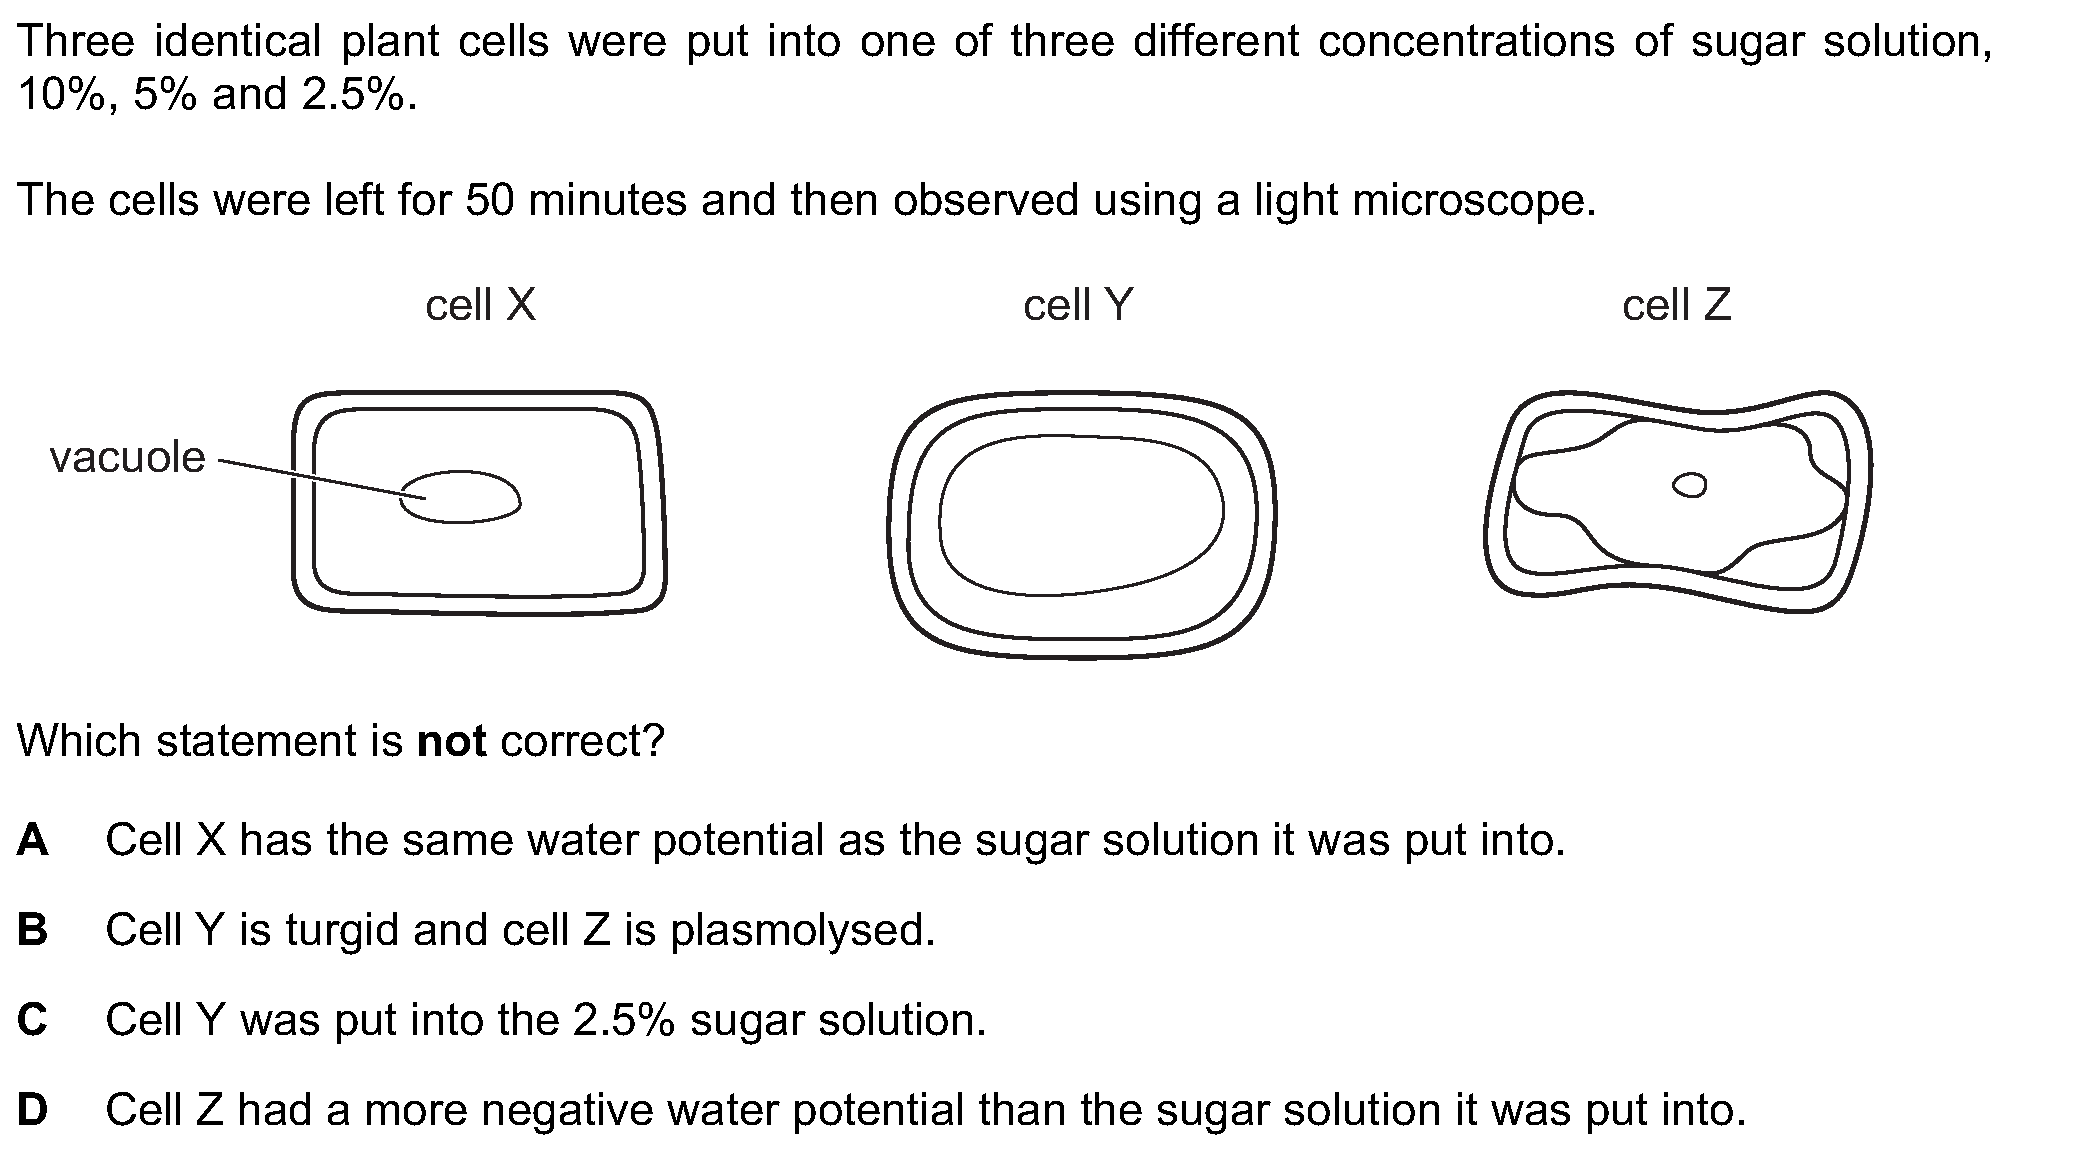 Three identical plant cells were put into one of three different concentrations of sugar solution,
10%, 5% and 2.5%.
The cells were left for 50 minutes and then observed using a light microscope.
cell X cell Y cell Z
vacuole
Which statement is not correct?
A Cell X has the same water potential as the sugar solution it was put into.
B Cell Y is turgid and cell Z is plasmolysed.
C Cell Y was put into the 2.5% sugar solution.
D Cell Z had a more negative water potential than the sugar solution it was put into.